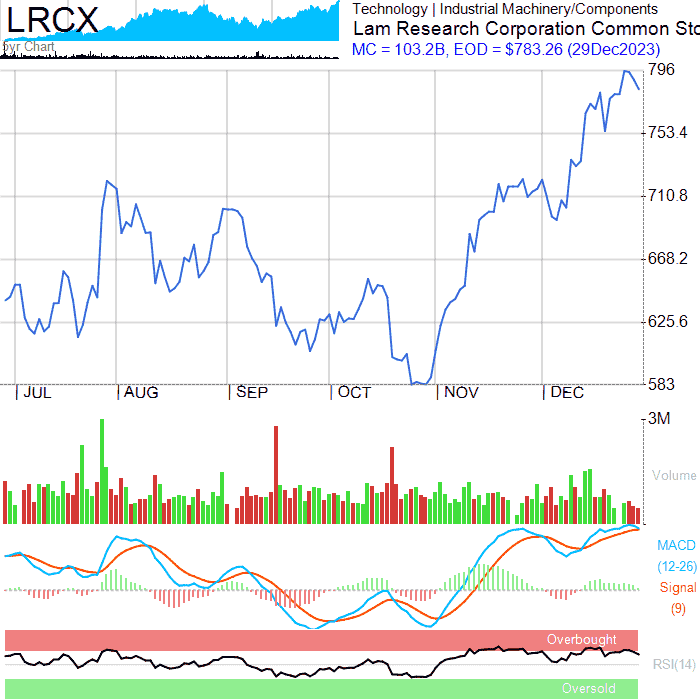 LRCX
5yr Chart
Technology | Industrial Machinery/Components
Lam Research Corporation Common Sto
MC = 103.2B, EOD = $783.26 (29Dec2023)
796
753.4
710.8
668.2
625.6
583
JUL
AUG
SEP
OCT
NOV
DEC
3M
Volume
MACD
(12-26)
Signal
(9)
Overbought
RSI(14)
Oversold